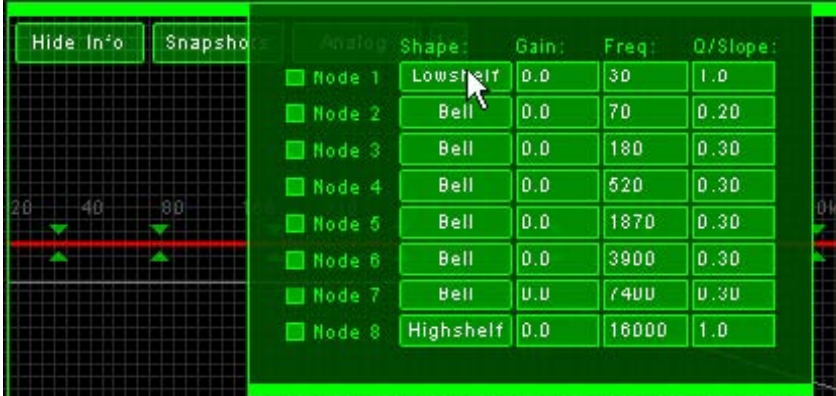 Hide Info Snapshots Analog
Shape: Gain: Freq: Q/Slope:
Node 1 Lowshelf 0.0 30 1.0
Node 2 Bell 0.0 70 0.20
Node 3 Bell 0.0 180 0.30
Node 4 Bell 0.0 520 0.30
20 40 80
Node 5 Bell 0.0 1870 0.30
Node 6 Bell 0.0 3900 0.30
Node 7 Bell 0.0 7400 0.30
Node 8 Highshelf 0.0 16000 1.0